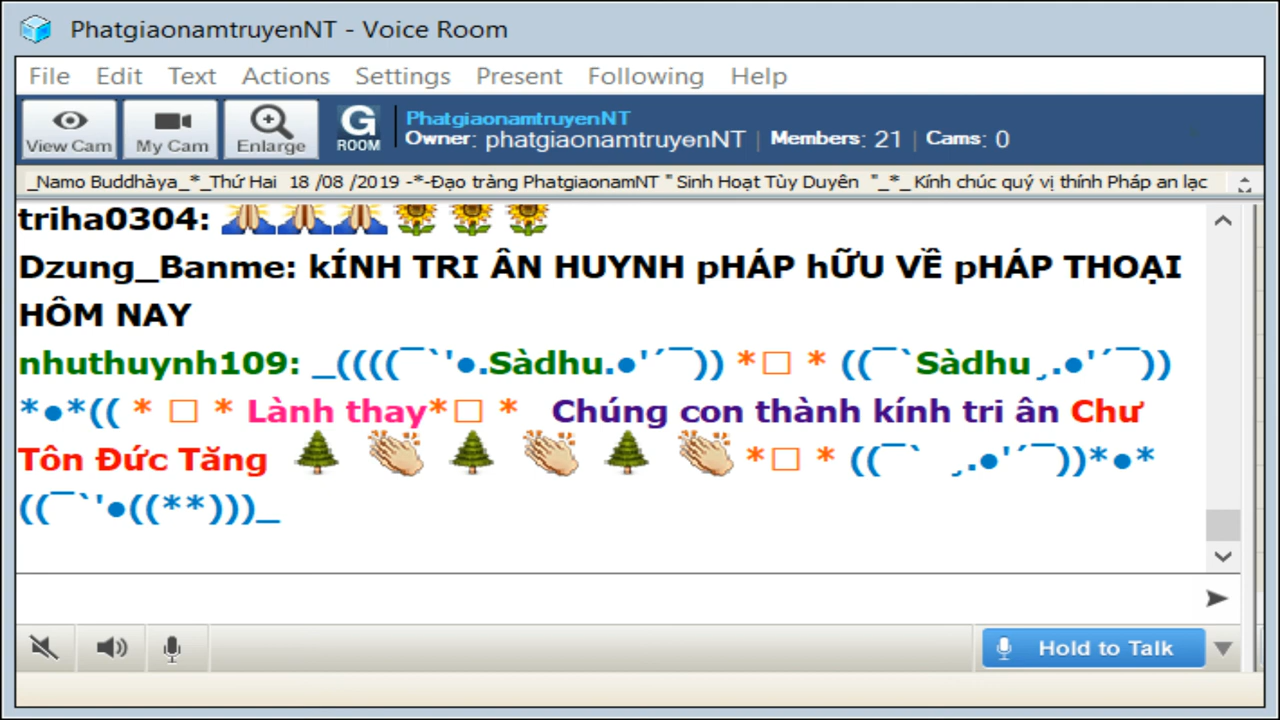 PhatgiaonamtruyenNT - Voice Room
File Edit Text Actions Settings Present Following Help
View Cam My Cam Enlarge G ROOM
PhatgiaonamtruyenNT
Owner: phatgiaonamtruyenNT | Members: 21 | Cams: 0
_Namo Buddhàya_*_Thứ Hai 18 /08 /2019 -*-Đạo tràng PhatgiaonamNT " Sinh Hoạt Tùy Duyên "_*_ Kính chúc quý vị thính Pháp an lạc
triha0304: 🙏🙏🙏🌻🌻🌻
Dzung_Banme: kÍNH TRI ÂN HUYNH pHÁP hỮU VỀ pHÁP THOẠI
HÔM NAY
nhuthuynh109: _((((¯`'●.Sàdhu.●'´¯)) *□ * ((¯`Sàdhu¸.●'´¯))
*●*(( * □ * Lành thay*□ * Chúng con thành kính tri ân Chư
Tôn Đức Tăng 🌲 👏 🌲 👏 🌲 👏 *□ * ((¯` ¸.●'´¯))*●*
((¯`'●((**)))_
Hold to Talk